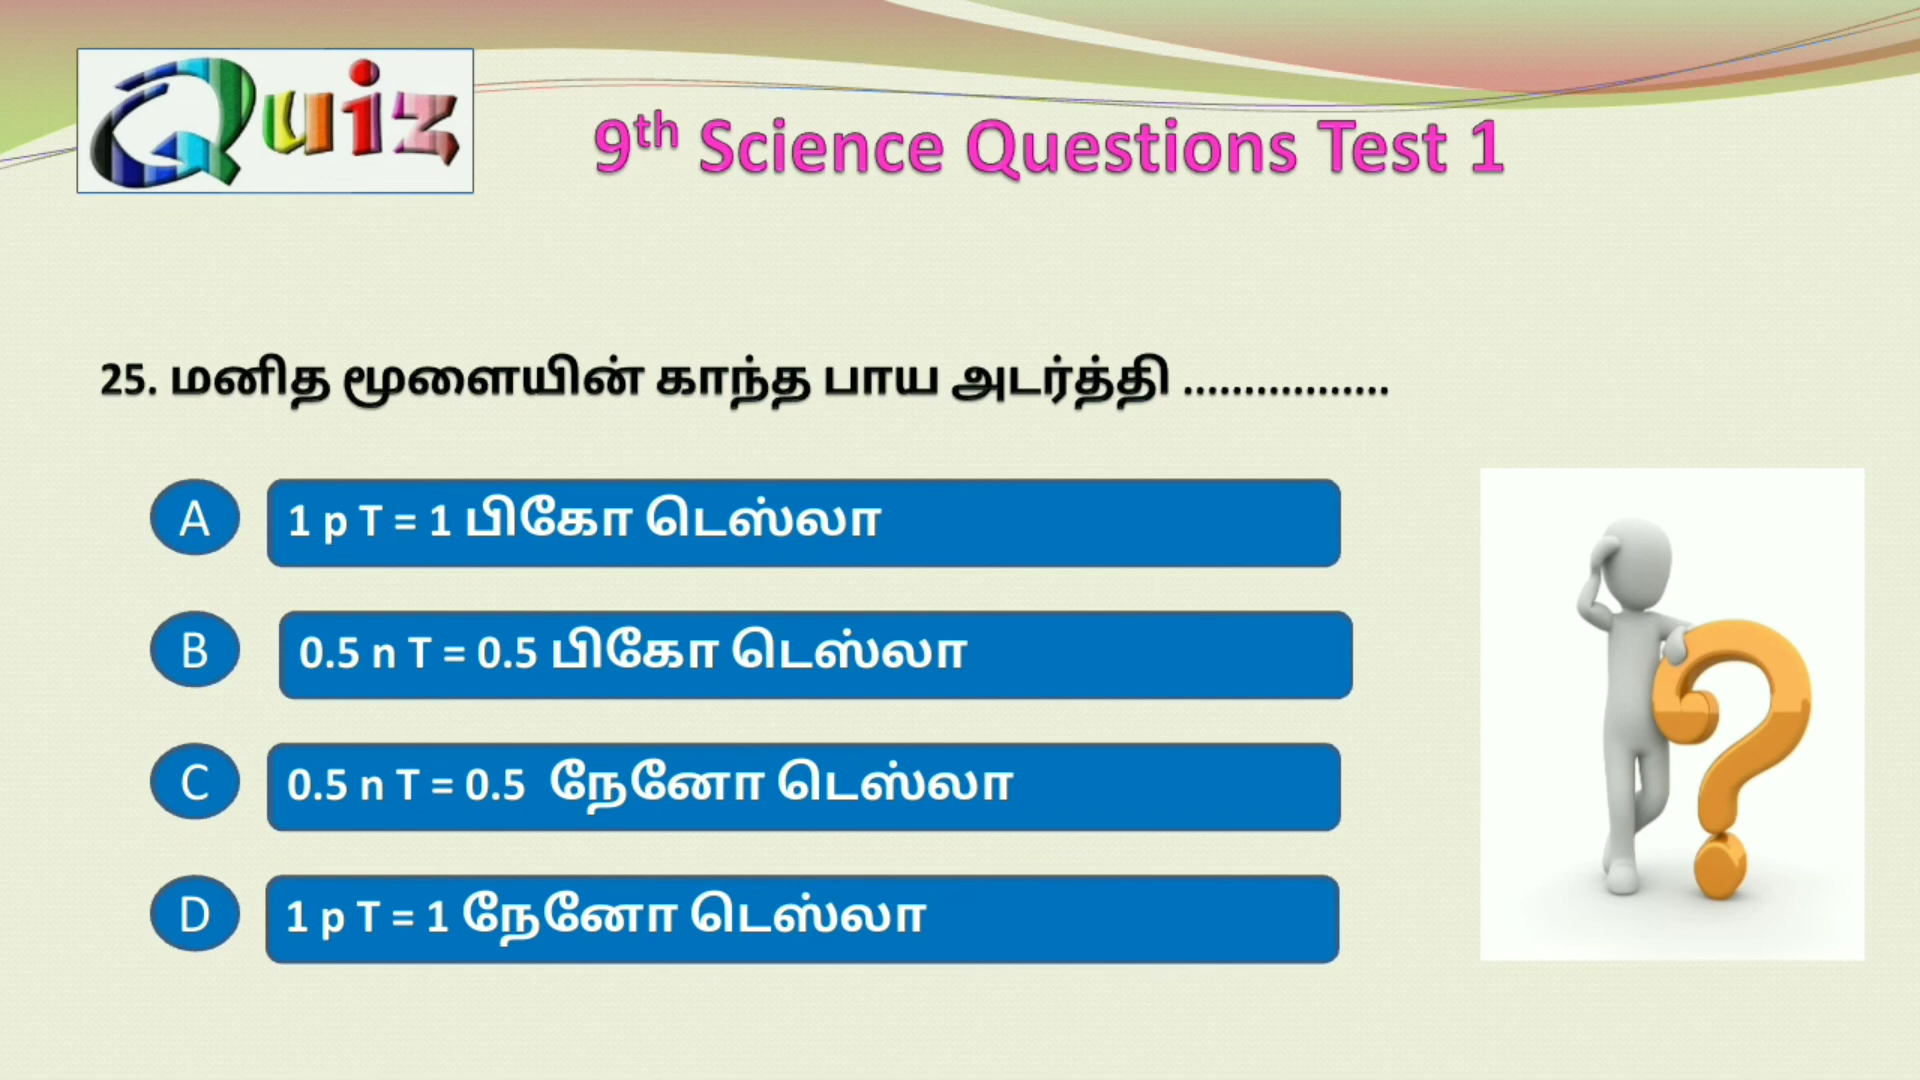 Quiz
9th Science Questions Test 1
25. மனித மூளையின் காந்த பாய அடர்த்தி .................
A 1 p T = 1 பிகோ டெஸ்லா
B 0.5 n T = 0.5 பிகோ டெஸ்லா
C 0.5 n T = 0.5 நேனோ டெஸ்லா
D 1 p T = 1 நேனோ டெஸ்லா